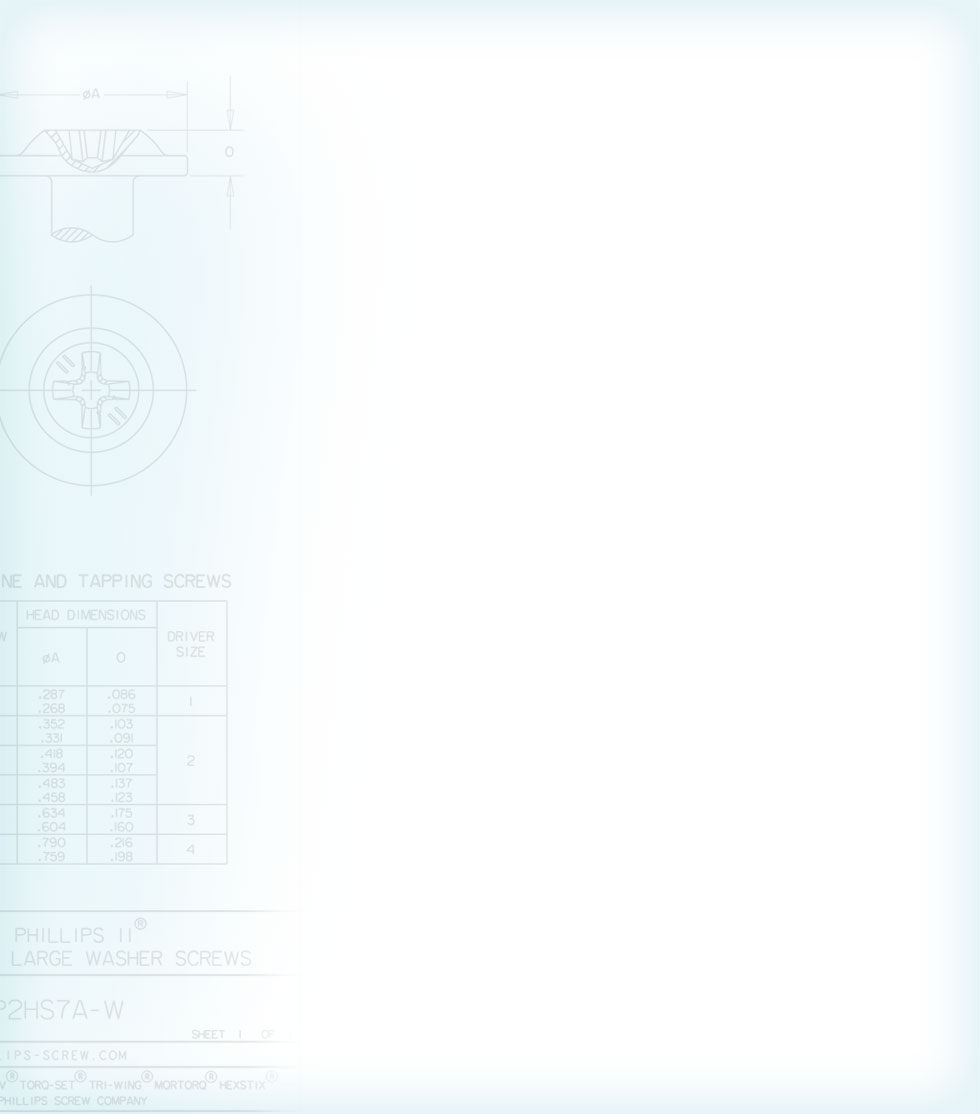 øA
O
NE AND TAPPING SCREWS
HEAD DIMENSIONS
W
DRIVER
SIZE
øA O
.287 .086
.268 .075
1
.352 .103
.331 .091
.418 .120
2
.394 .107
.483 .137
.458 .123
.634 .175
3
.604 .160
.790 .216
4
.759 .198
PHILLIPS II®
LARGE WASHER SCREWS
P2HS7A-W
SHEET 1 OF
LIPS-SCREW.COM
V® TORQ-SET® TRI-WING® MORTORQ® HEXSTIX®
PHILLIPS SCREW COMPANY